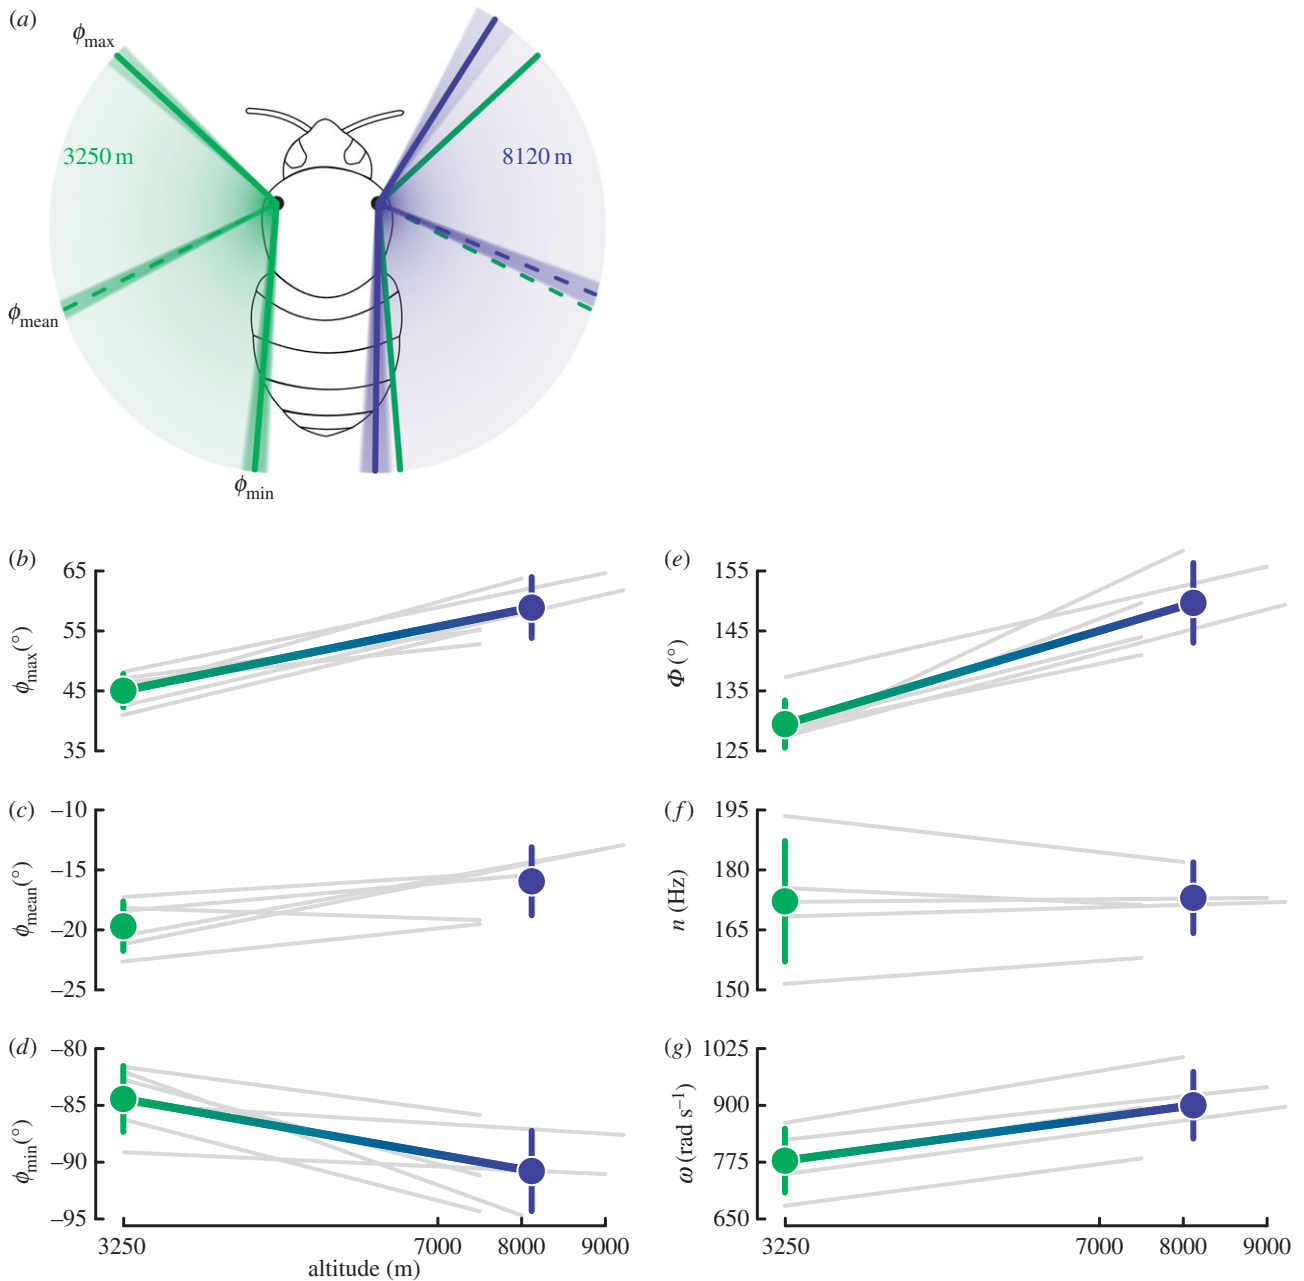 (a)
ϕmax
3250 m
8120 m
ϕmean
ϕmin
(b)
65
55
45
35
ϕmax(°)
(c)
–10
–15
–20
–25
ϕmean(°)
(d)
–80
–85
–90
–95
ϕmin(°)
3250
7000
8000
9000
altitude (m)
(e)
155
145
135
125
Φ (°)
(f)
195
180
165
150
n (Hz)
(g)
1025
900
775
650
ω (rad s⁻¹)
3250
7000
8000
9000